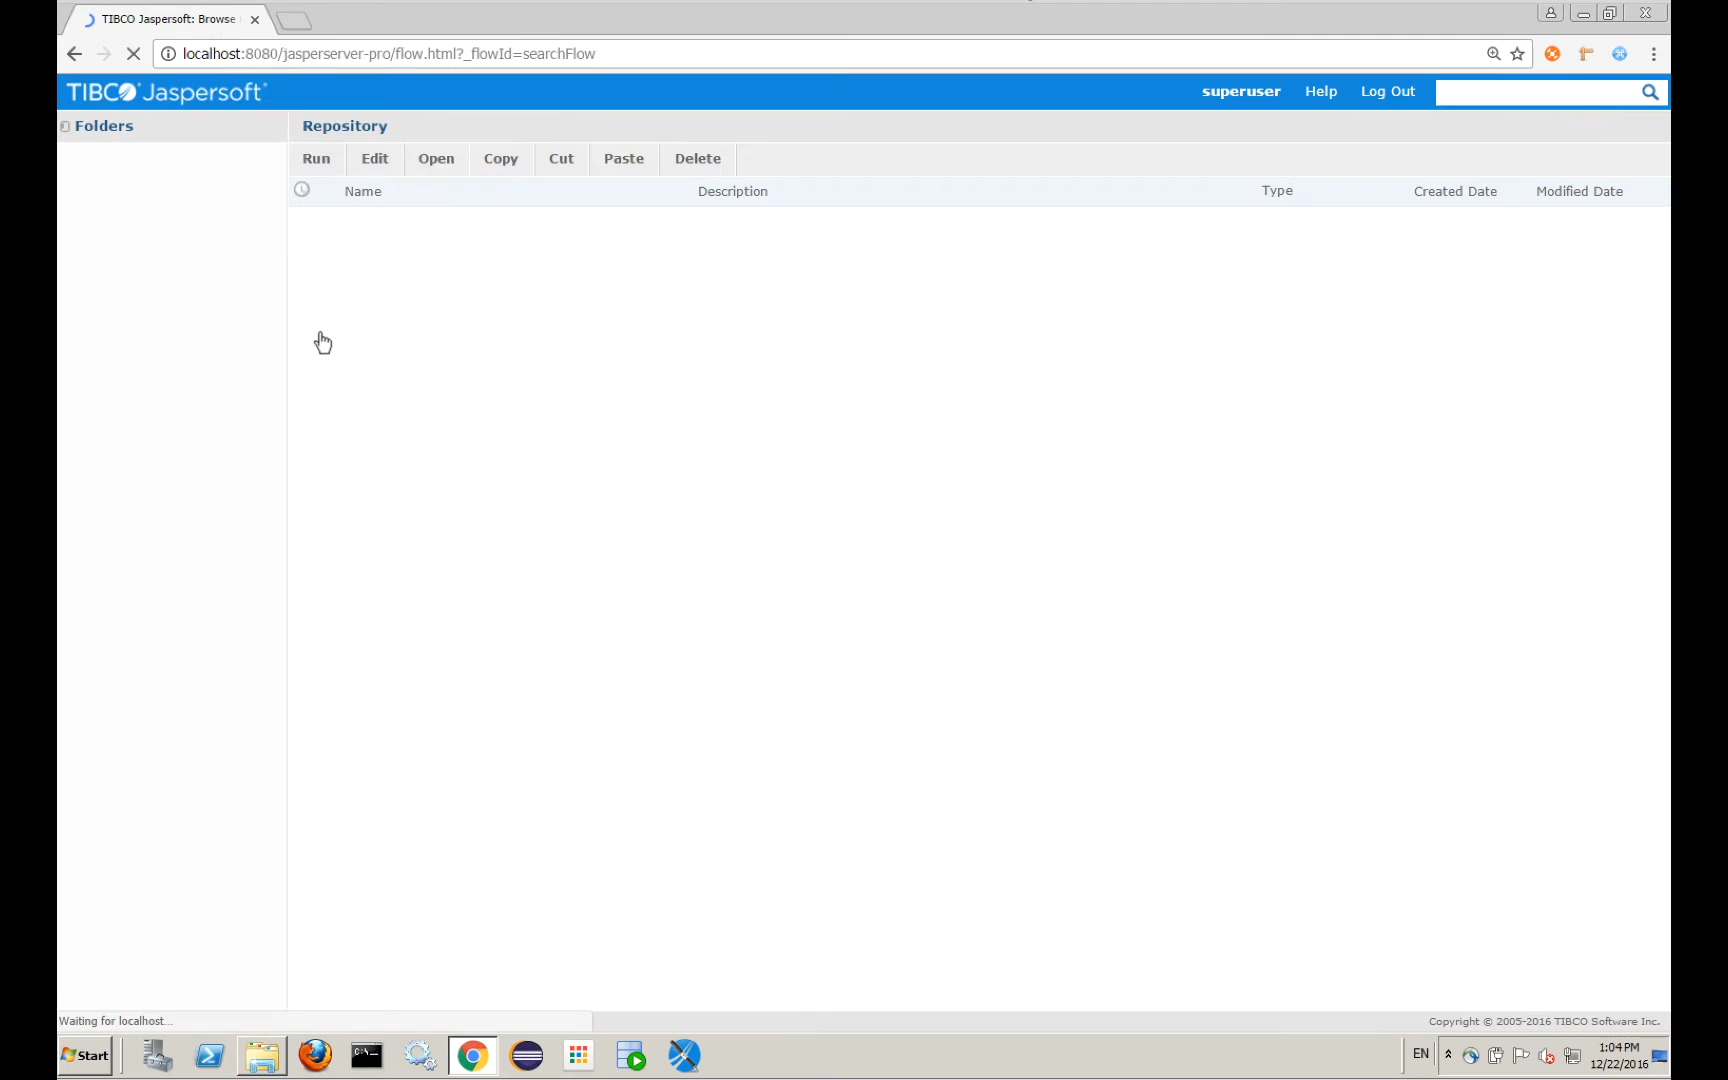 TIBCO Jaspersoft: Browse
localhost:8080/jasperserver-pro/flow.html?_flowId=searchFlow
TIBCO Jaspersoft
superuser
Help
Log Out
Folders
Repository
Run
Edit
Open
Copy
Cut
Paste
Delete
Name
Description
Type
Created Date
Modified Date
Waiting for localhost...
Copyright © 2005-2016 TIBCO Software Inc.
Start
C:\_
EN
1:04 PM
12/22/2016